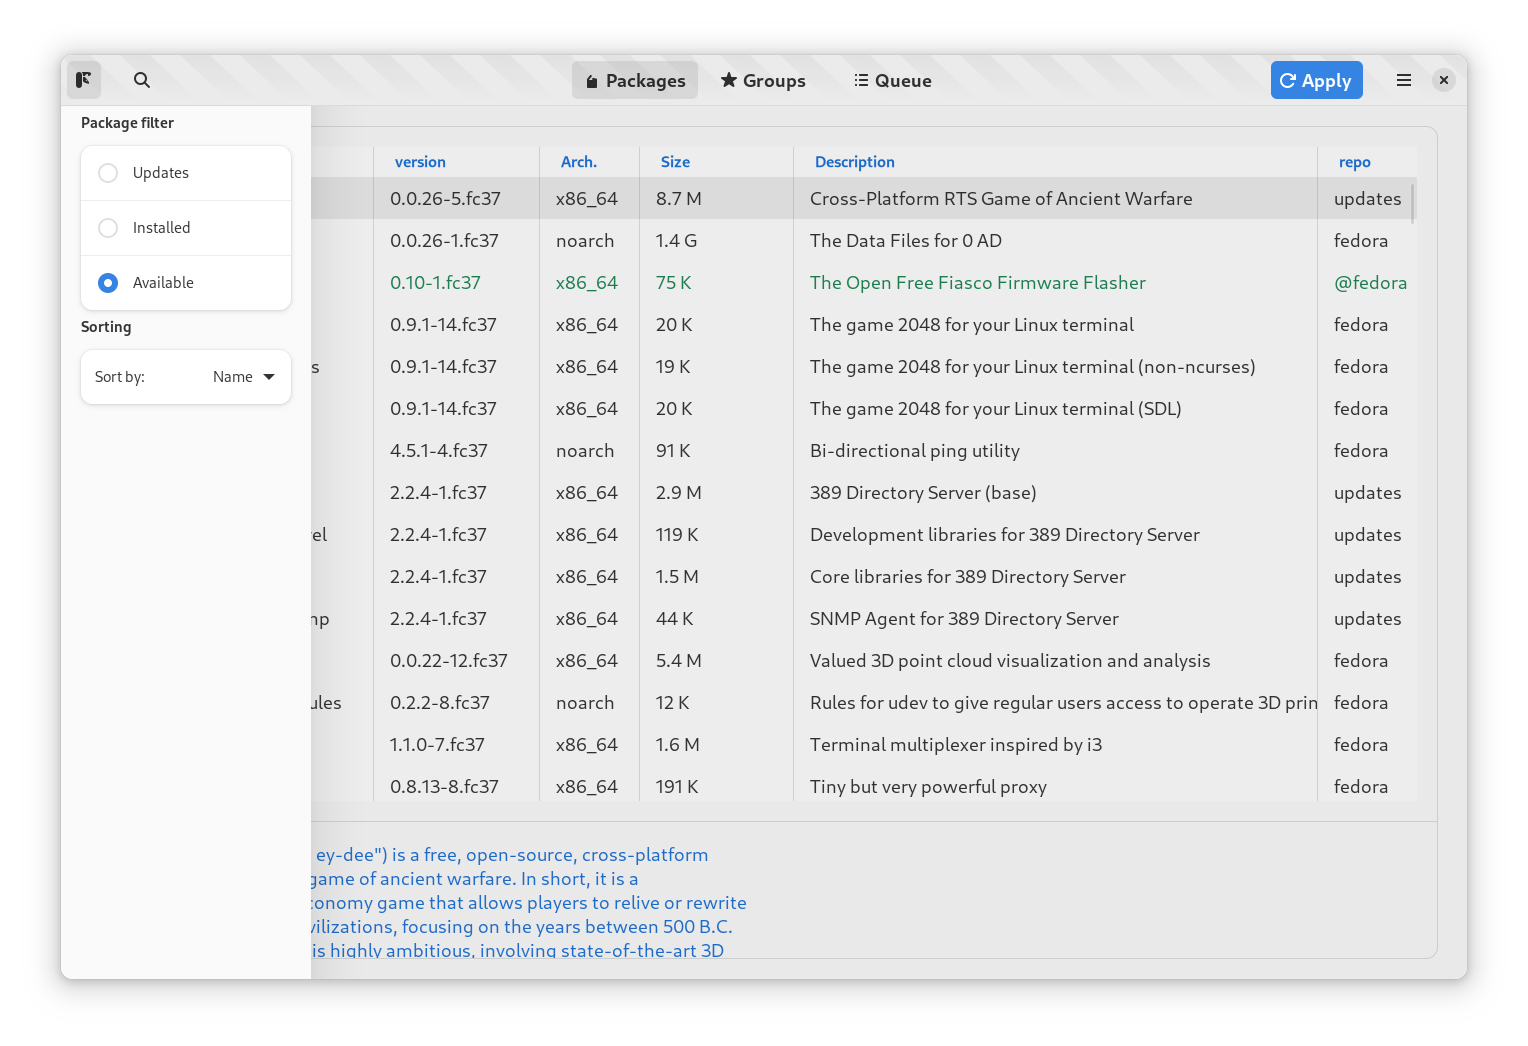 Packages Groups Queue Apply
Package filter
Updates
Installed
Available
Sorting
Sort by: Name
version Arch. Size Description repo
0.0.26-5.fc37 x86_64 8.7 M Cross-Platform RTS Game of Ancient Warfare updates
0.0.26-1.fc37 noarch 1.4 G The Data Files for 0 AD fedora
0.10-1.fc37 x86_64 75 K The Open Free Fiasco Firmware Flasher @fedora
0.9.1-14.fc37 x86_64 20 K The game 2048 for your Linux terminal fedora
s 0.9.1-14.fc37 x86_64 19 K The game 2048 for your Linux terminal (non-ncurses) fedora
0.9.1-14.fc37 x86_64 20 K The game 2048 for your Linux terminal (SDL) fedora
4.5.1-4.fc37 noarch 91 K Bi-directional ping utility fedora
2.2.4-1.fc37 x86_64 2.9 M 389 Directory Server (base) updates
el 2.2.4-1.fc37 x86_64 119 K Development libraries for 389 Directory Server updates
2.2.4-1.fc37 x86_64 1.5 M Core libraries for 389 Directory Server updates
np 2.2.4-1.fc37 x86_64 44 K SNMP Agent for 389 Directory Server updates
0.0.22-12.fc37 x86_64 5.4 M Valued 3D point cloud visualization and analysis fedora
ules 0.2.2-8.fc37 noarch 12 K Rules for udev to give regular users access to operate 3D prin fedora
1.1.0-7.fc37 x86_64 1.6 M Terminal multiplexer inspired by i3 fedora
0.8.13-8.fc37 x86_64 191 K Tiny but very powerful proxy fedora
ey-dee") is a free, open-source, cross-platform
game of ancient warfare. In short, it is a
conomy game that allows players to relive or rewrite
vilizations, focusing on the years between 500 B.C.
is highly ambitious, involving state-of-the-art 3D